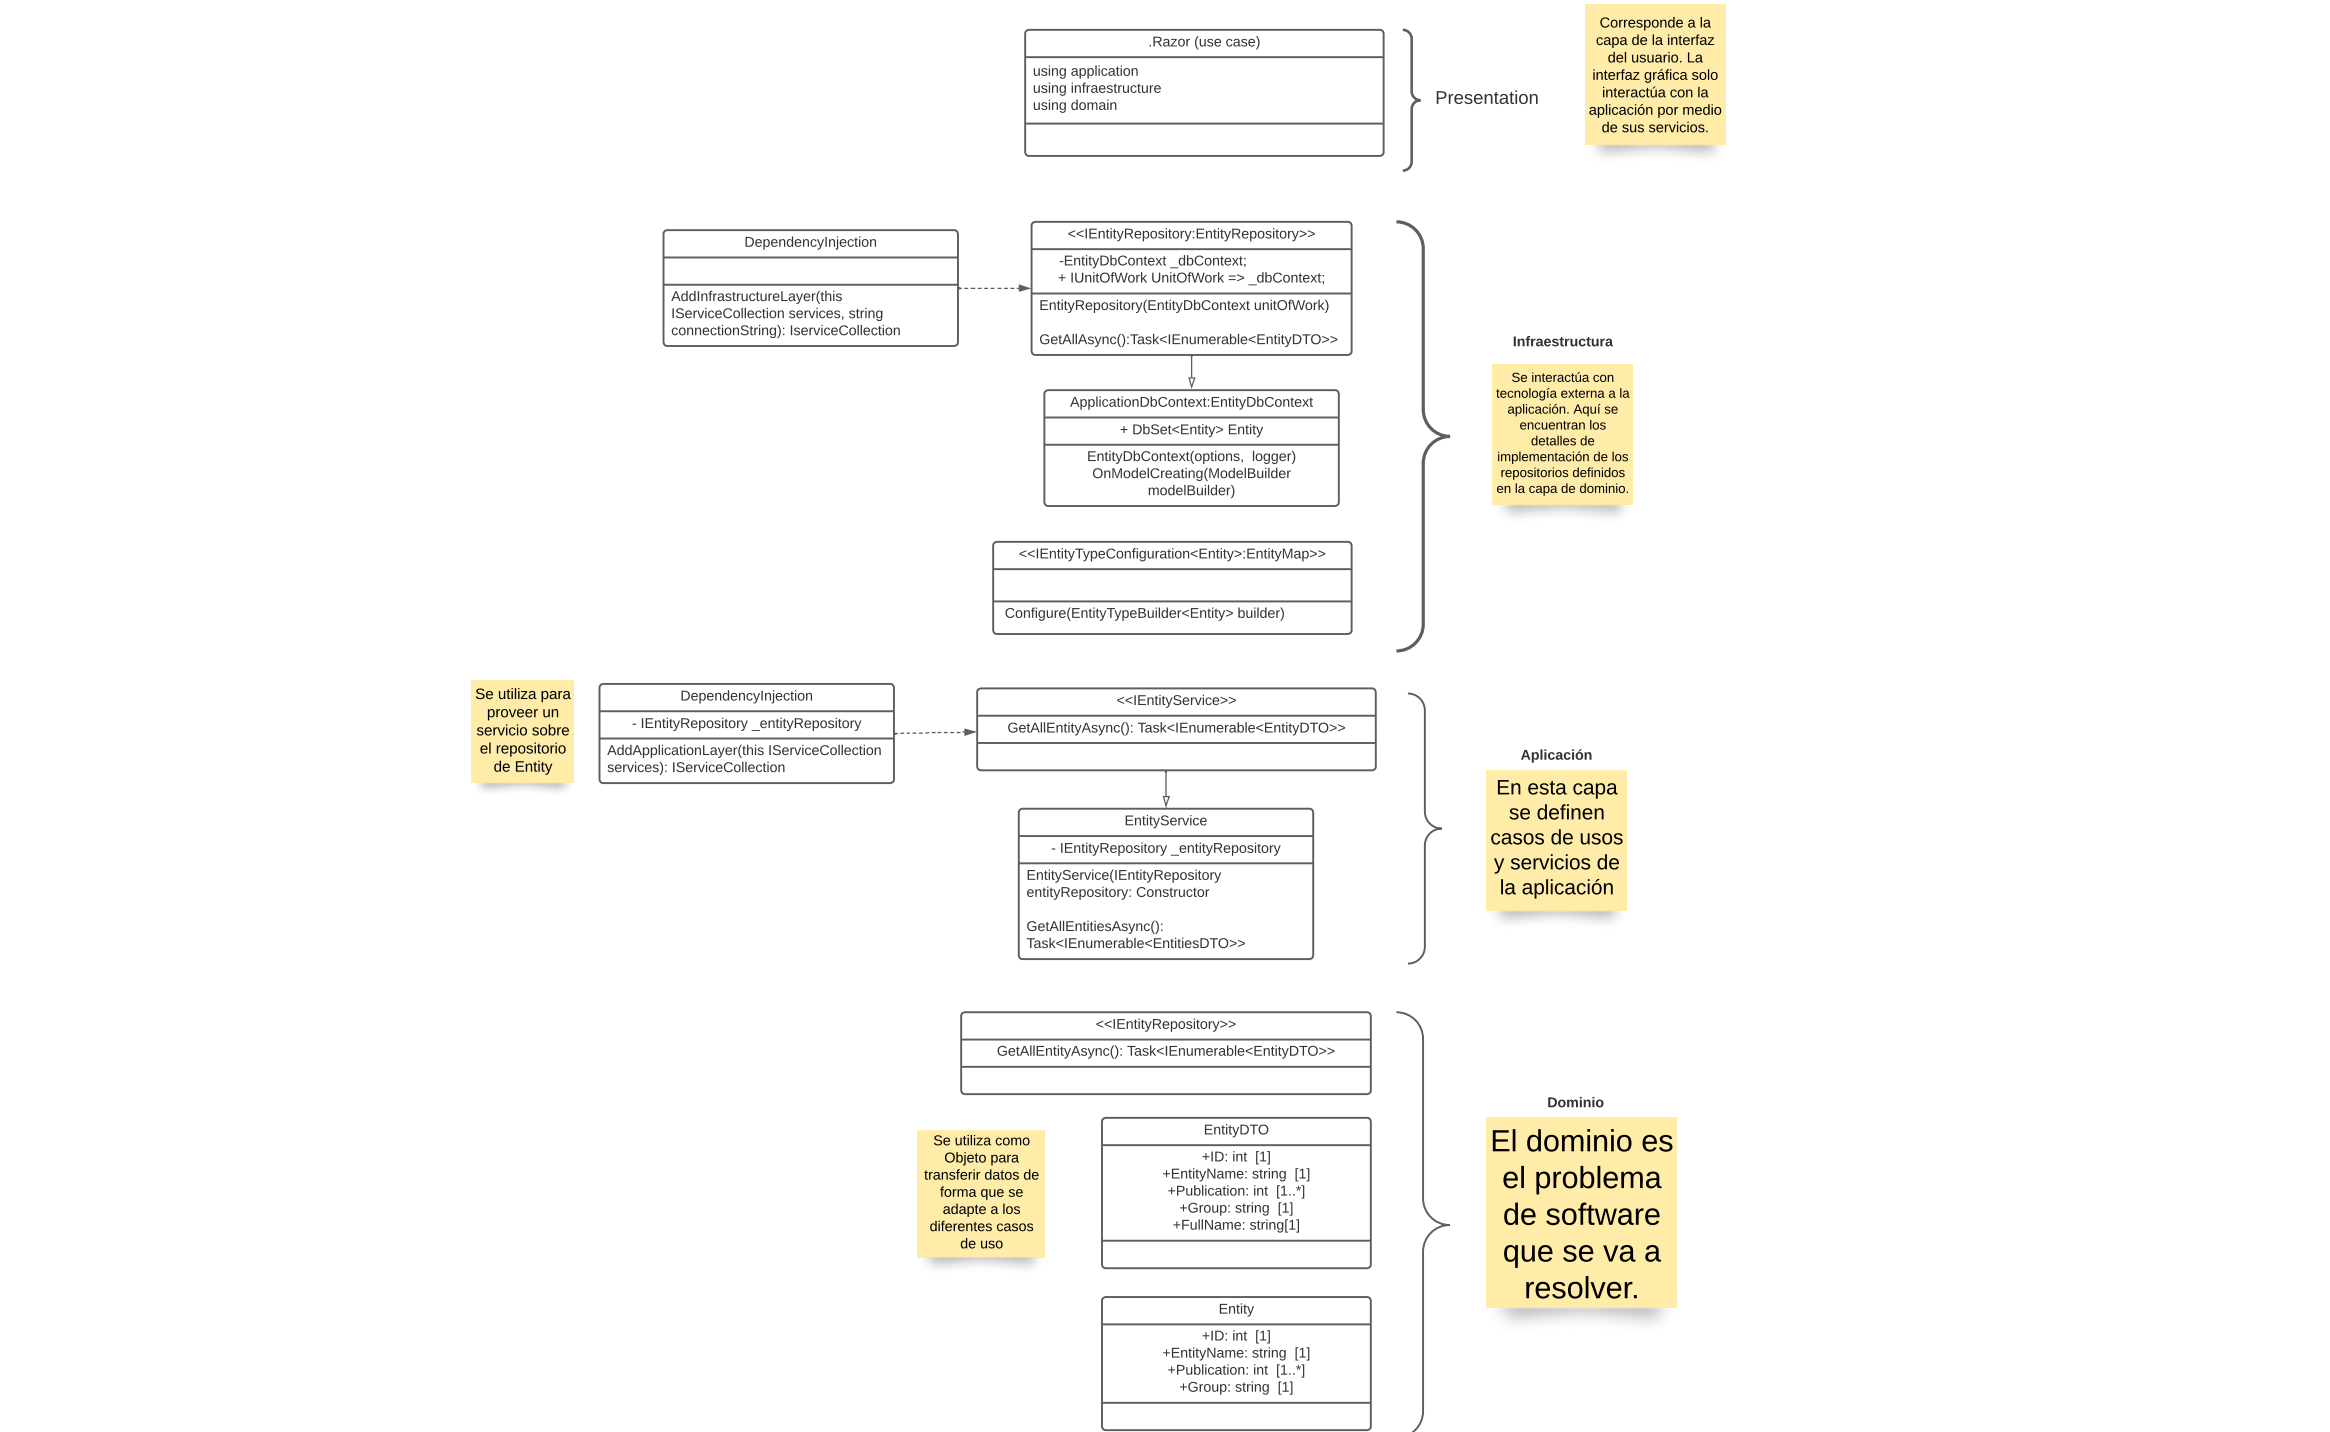 .Razor (use case)
using application
using infraestructure
using domain
Presentation
Corresponde a la
capa de la interfaz
del usuario. La
interfaz gráfica solo
interactúa con la
aplicación por medio
de sus servicios.
DependencyInjection
AddInfrastructureLayer(this
IServiceCollection services, string
connectionString): IserviceCollection
<<IEntityRepository:EntityRepository>>
-EntityDbContext _dbContext;
+ IUnitOfWork UnitOfWork => _dbContext;
EntityRepository(EntityDbContext unitOfWork)
GetAllAsync():Task<IEnumerable<EntityDTO>>
ApplicationDbContext:EntityDbContext
+ DbSet<Entity> Entity
EntityDbContext(options,  logger)
OnModelCreating(ModelBuilder
modelBuilder)
<<IEntityTypeConfiguration<Entity>:EntityMap>>
Configure(EntityTypeBuilder<Entity> builder)
Infraestructura
Se interactúa con
tecnología externa a la
aplicación. Aquí se
encuentran los
detalles de
implementación de los
repositorios definidos
en la capa de dominio.
Se utiliza para
proveer un
servicio sobre
el repositorio
de Entity
DependencyInjection
- IEntityRepository _entityRepository
AddApplicationLayer(this IServiceCollection
services): IServiceCollection
<<IEntityService>>
GetAllEntityAsync(): Task<IEnumerable<EntityDTO>>
EntityService
- IEntityRepository _entityRepository
EntityService(IEntityRepository
entityRepository: Constructor
GetAllEntitiesAsync():
Task<IEnumerable<EntitiesDTO>>
Aplicación
En esta capa
se definen
casos de usos
y servicios de
la aplicación
<<IEntityRepository>>
GetAllEntityAsync(): Task<IEnumerable<EntityDTO>>
Se utiliza como
Objeto para
transferir datos de
forma que se
adapte a los
diferentes casos
de uso
EntityDTO
+ID: int  [1]
+EntityName: string  [1]
+Publication: int  [1..*]
+Group: string  [1]
+FullName: string[1]
Entity
+ID: int  [1]
+EntityName: string  [1]
+Publication: int  [1..*]
+Group: string  [1]
Dominio
El dominio es
el problema
de software
que se va a
resolver.